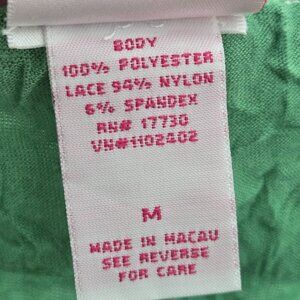 BODY
100% POLYESTER
LACE 94% NYLON
6% SPANDEX
RN# 17730
VN#1102402
M
MADE IN MACAU
SEE REVERSE
FOR CARE